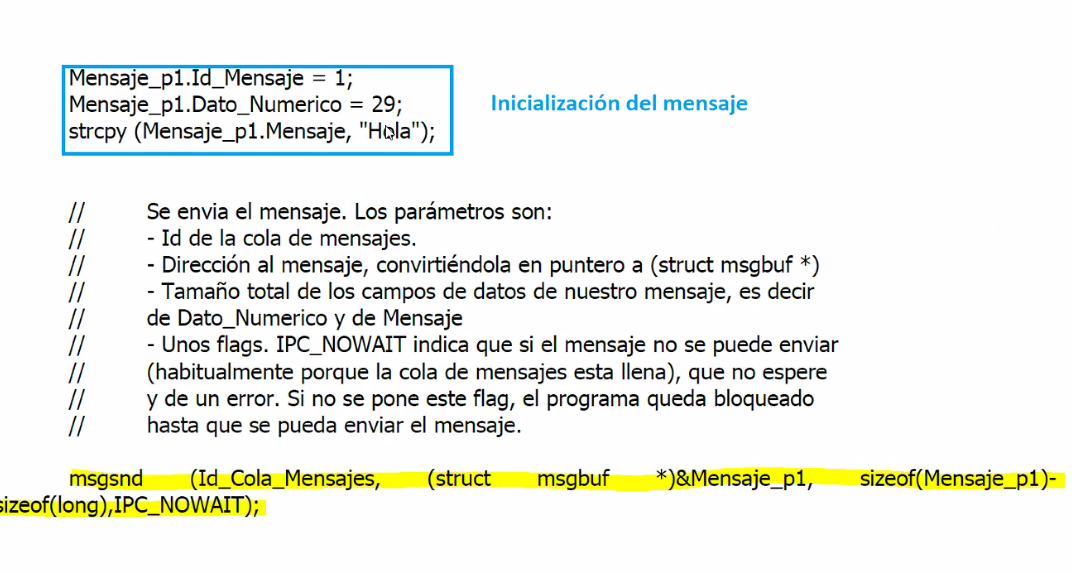 Mensaje_p1.Id_Mensaje = 1;
Mensaje_p1.Dato_Numerico = 29;
strcpy (Mensaje_p1.Mensaje, "Hola");
Inicialización del mensaje
// Se envia el mensaje. Los parámetros son:
// - Id de la cola de mensajes.
// - Dirección al mensaje, convirtiéndola en puntero a (struct msgbuf *)
// - Tamaño total de los campos de datos de nuestro mensaje, es decir
// de Dato_Numerico y de Mensaje
// - Unos flags. IPC_NOWAIT indica que si el mensaje no se puede enviar
// (habitualmente porque la cola de mensajes esta llena), que no espere
// y de un error. Si no se pone este flag, el programa queda bloqueado
// hasta que se pueda enviar el mensaje.
msgsnd (Id_Cola_Mensajes, (struct msgbuf *)&Mensaje_p1, sizeof(Mensaje_p1)-
sizeof(long),IPC_NOWAIT);